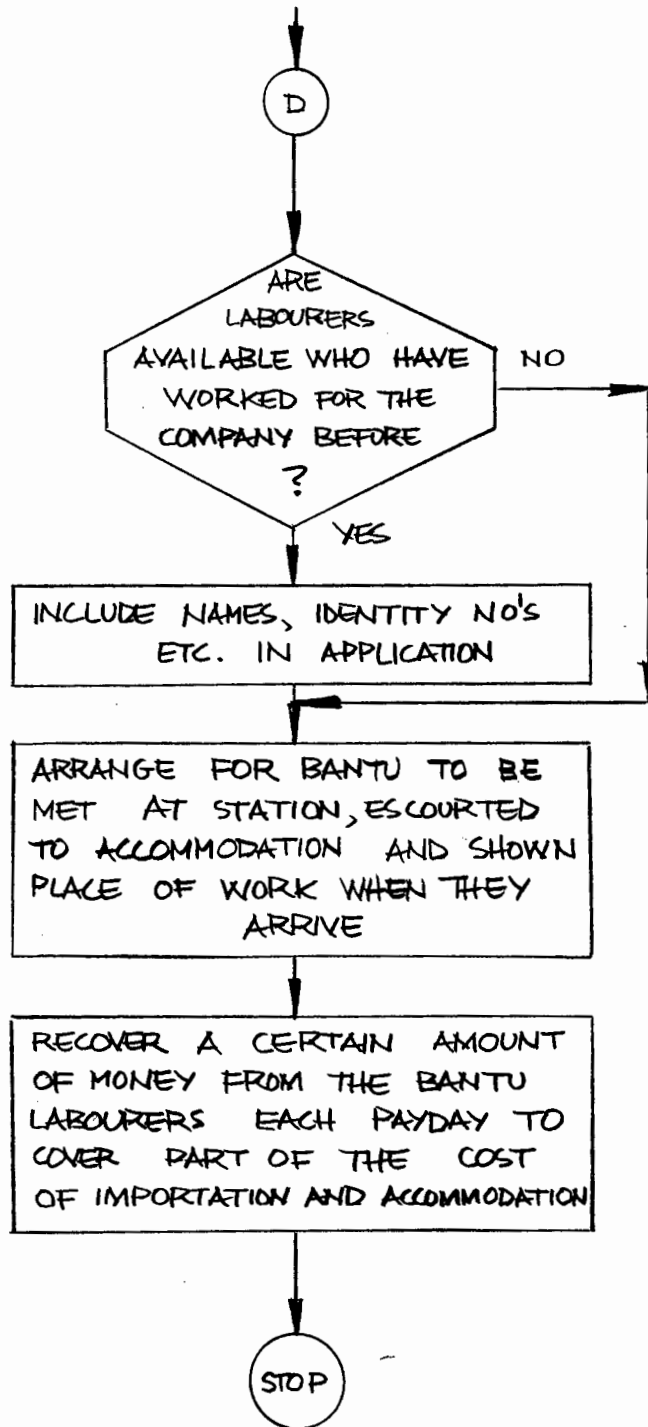 D
ARE
LABOURERS
AVAILABLE WHO HAVE
WORKED FOR THE
COMPANY BEFORE
?
NO
YES
INCLUDE NAMES, IDENTITY NO'S
ETC. IN APPLICATION
ARRANGE FOR BANTU TO BE
MET AT STATION, ESCOURTED
TO ACCOMMODATION AND SHOWN
PLACE OF WORK WHEN THEY
ARRIVE
RECOVER A CERTAIN AMOUNT
OF MONEY FROM THE BANTU
LABOURERS EACH PAYDAY TO
COVER PART OF THE COST
OF IMPORTATION AND ACCOMMODATION
STOP